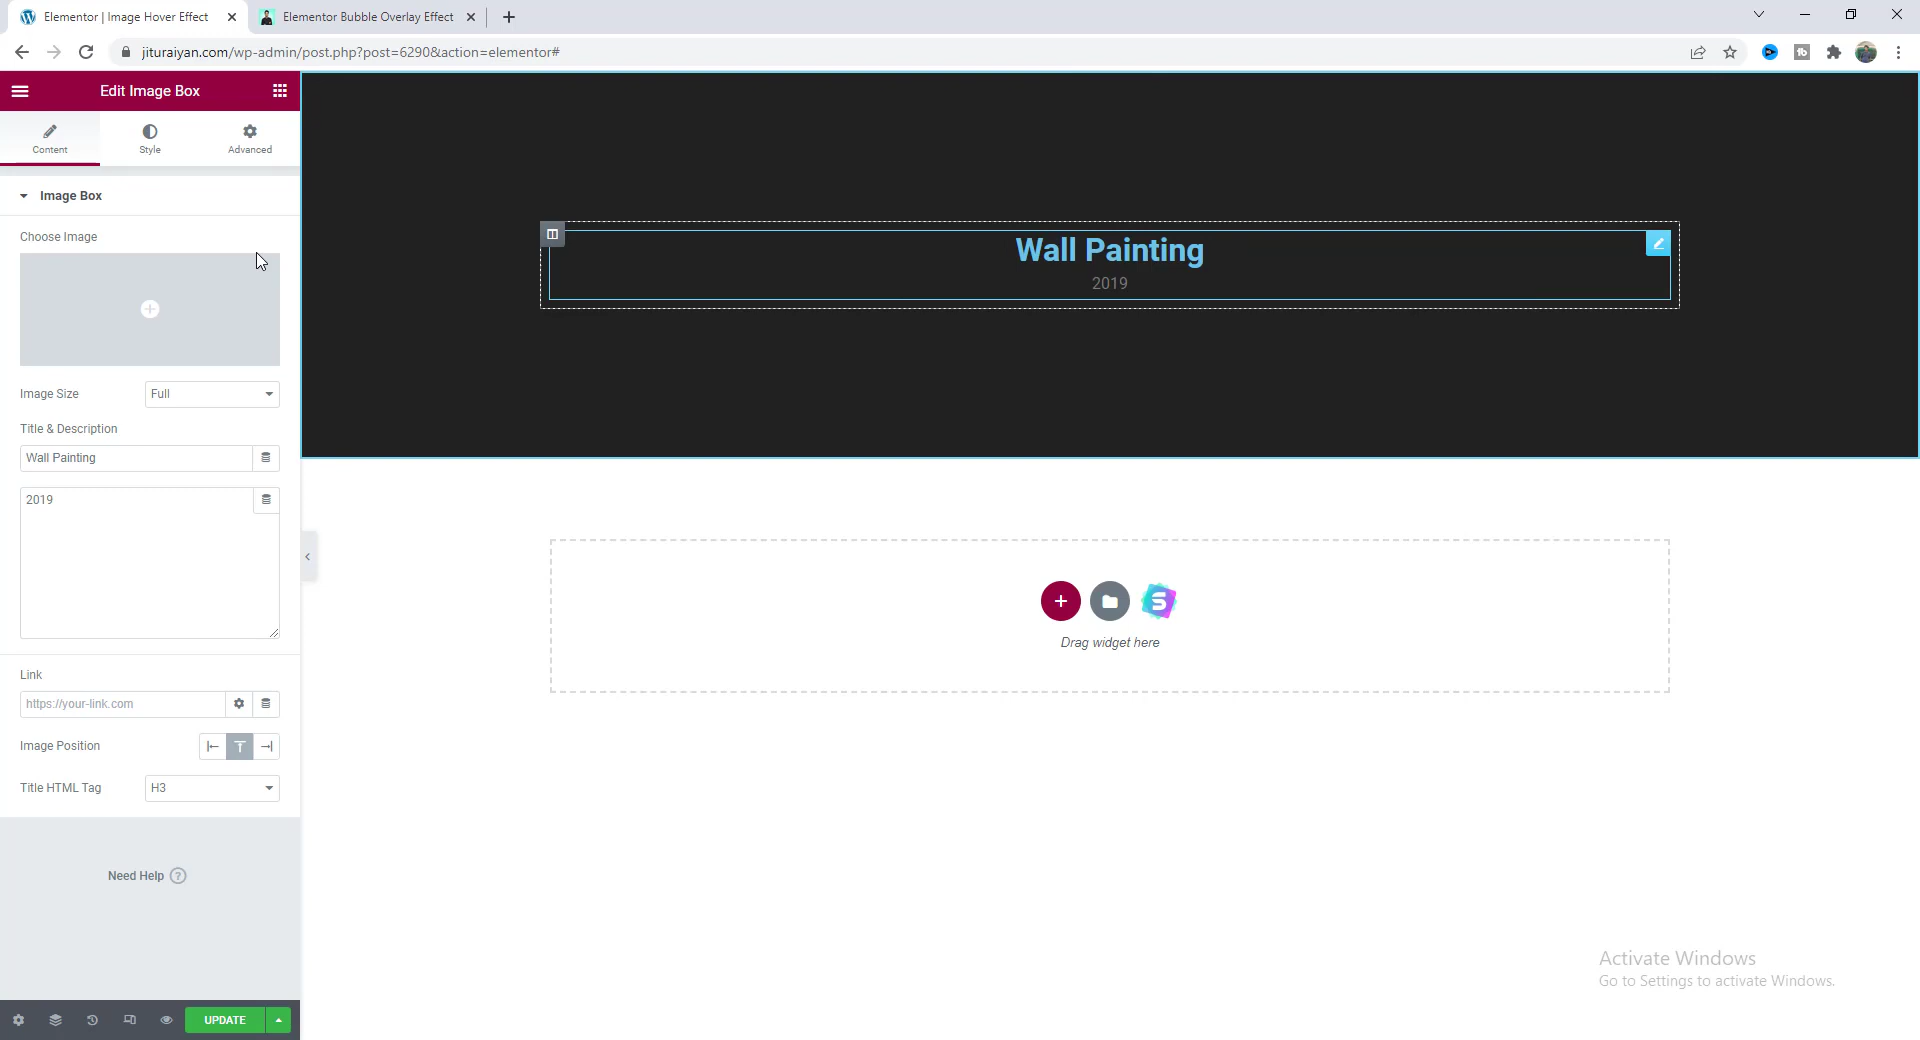 Elementor | Image Hover Effect
Elementor Bubble Overlay Effect
jituraiyan.com/wp-admin/post.php?post=6290&action=elementor#
Edit Image Box
Content
Style
Advanced
Image Box
Choose Image
Image Size
Full
Title & Description
Wall Painting
2019
Link
https://your-link.com
Image Position
Title HTML Tag
H3
Need Help ?
UPDATE
Wall Painting
2019
Drag widget here
Activate Windows
Go to Settings to activate Windows.